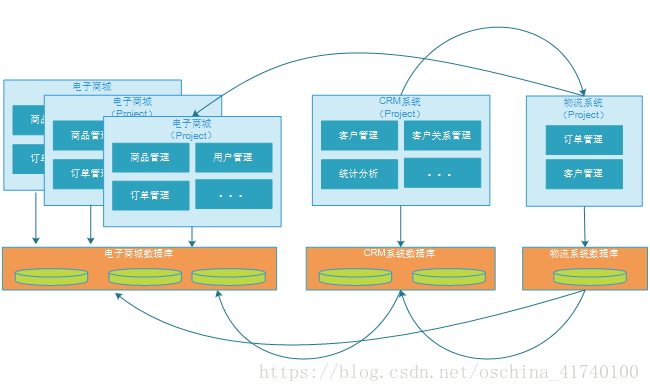 电子商城
商品
订单
电子商城
（Project）
商品管理
订单管理
电子商城
（Project）
商品管理
用户管理
订单管理
...
CRM系统
（Project）
客户管理
客户关系管理
统计分析
...
物流系统
（Project）
订单管理
客户管理
电子商城数据库
CRM系统数据库
物流系统数据库
https://blog.csdn.net/oschina_41740100